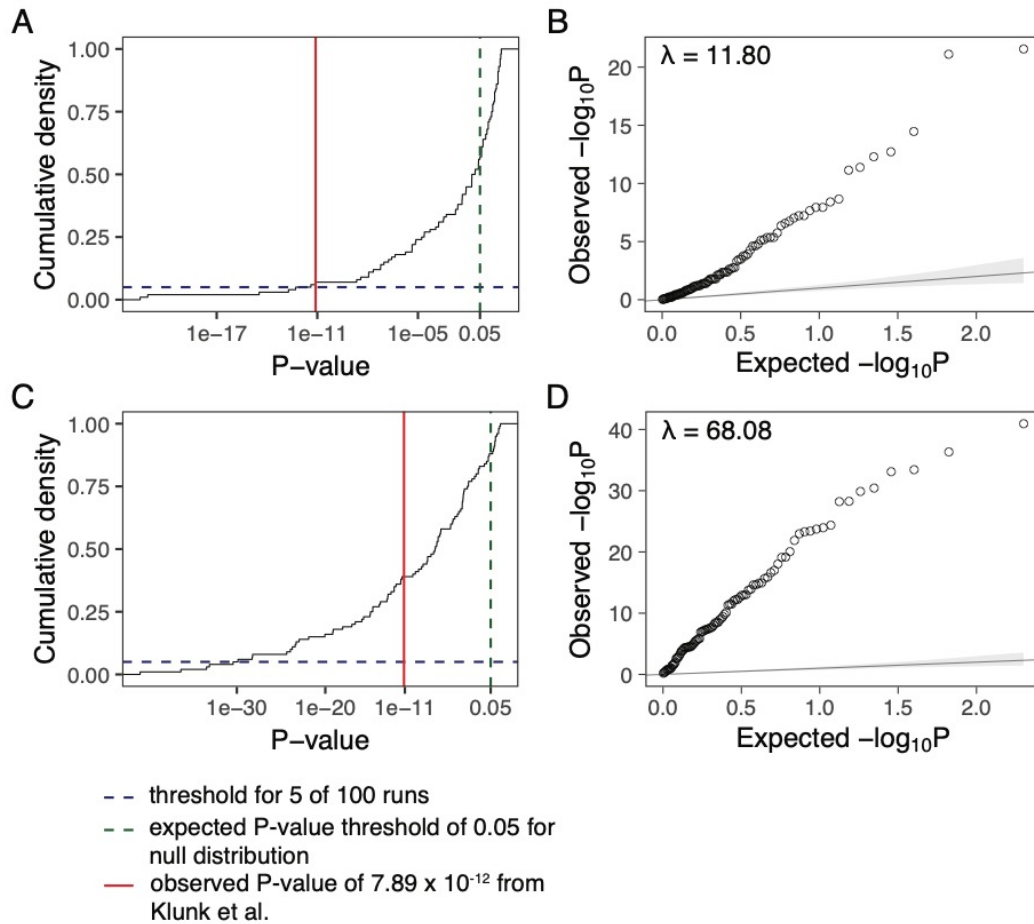 A
1.00
0.75
0.50
0.25
0.00
Cumulative density
1e−17
1e−11
1e−05
0.05
P−value
B
λ = 11.80
20
15
10
5
0
Observed −log10P
0.0
0.5
1.0
1.5
2.0
Expected −log10P
C
1.00
0.75
0.50
0.25
0.00
Cumulative density
1e−30
1e−20
1e−11
0.05
P−value
D
λ = 68.08
40
30
20
10
0
Observed −log10P
0.0
0.5
1.0
1.5
2.0
Expected −log10P
threshold for 5 of 100 runs
expected P-value threshold of 0.05 for
null distribution
observed P-value of 7.89 x 10-12 from
Klunk et al.